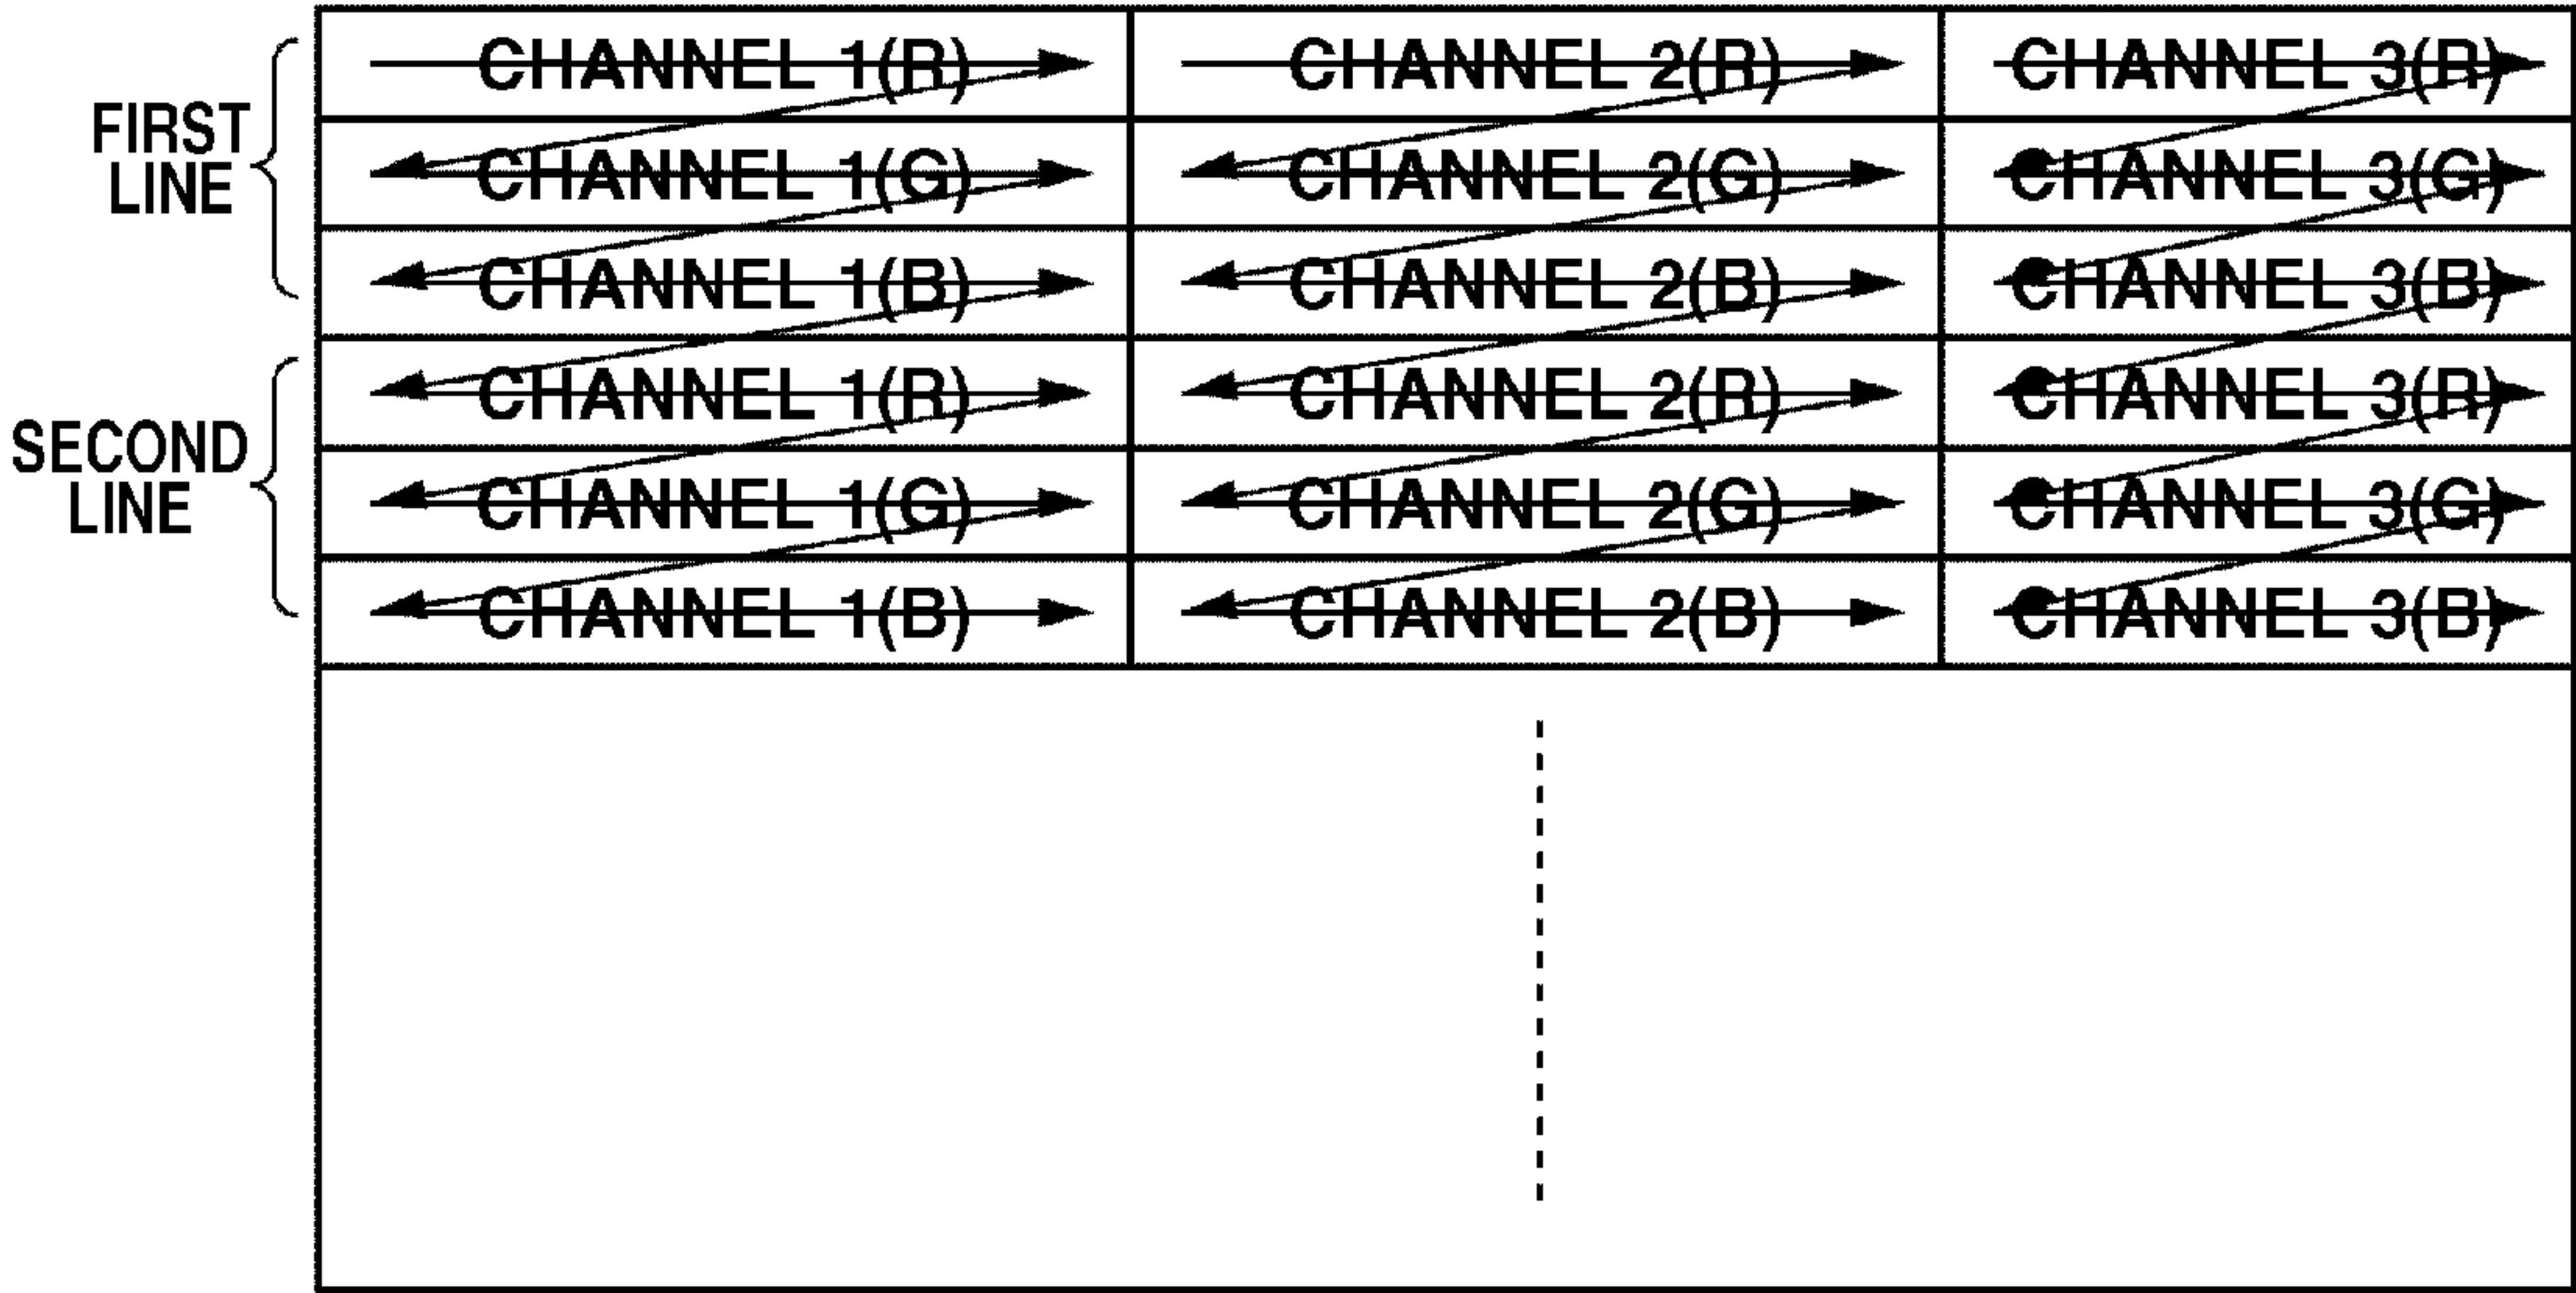 FIRST
LINE
CHANNEL 1(R) CHANNEL 2(R) CHANNEL 3(R)
CHANNEL 1(G) CHANNEL 2(G) CHANNEL 3(G)
CHANNEL 1(B) CHANNEL 2(B) CHANNEL 3(B)
SECOND
LINE
CHANNEL 1(R) CHANNEL 2(R) CHANNEL 3(R)
CHANNEL 1(G) CHANNEL 2(G) CHANNEL 3(G)
CHANNEL 1(B) CHANNEL 2(B) CHANNEL 3(B)